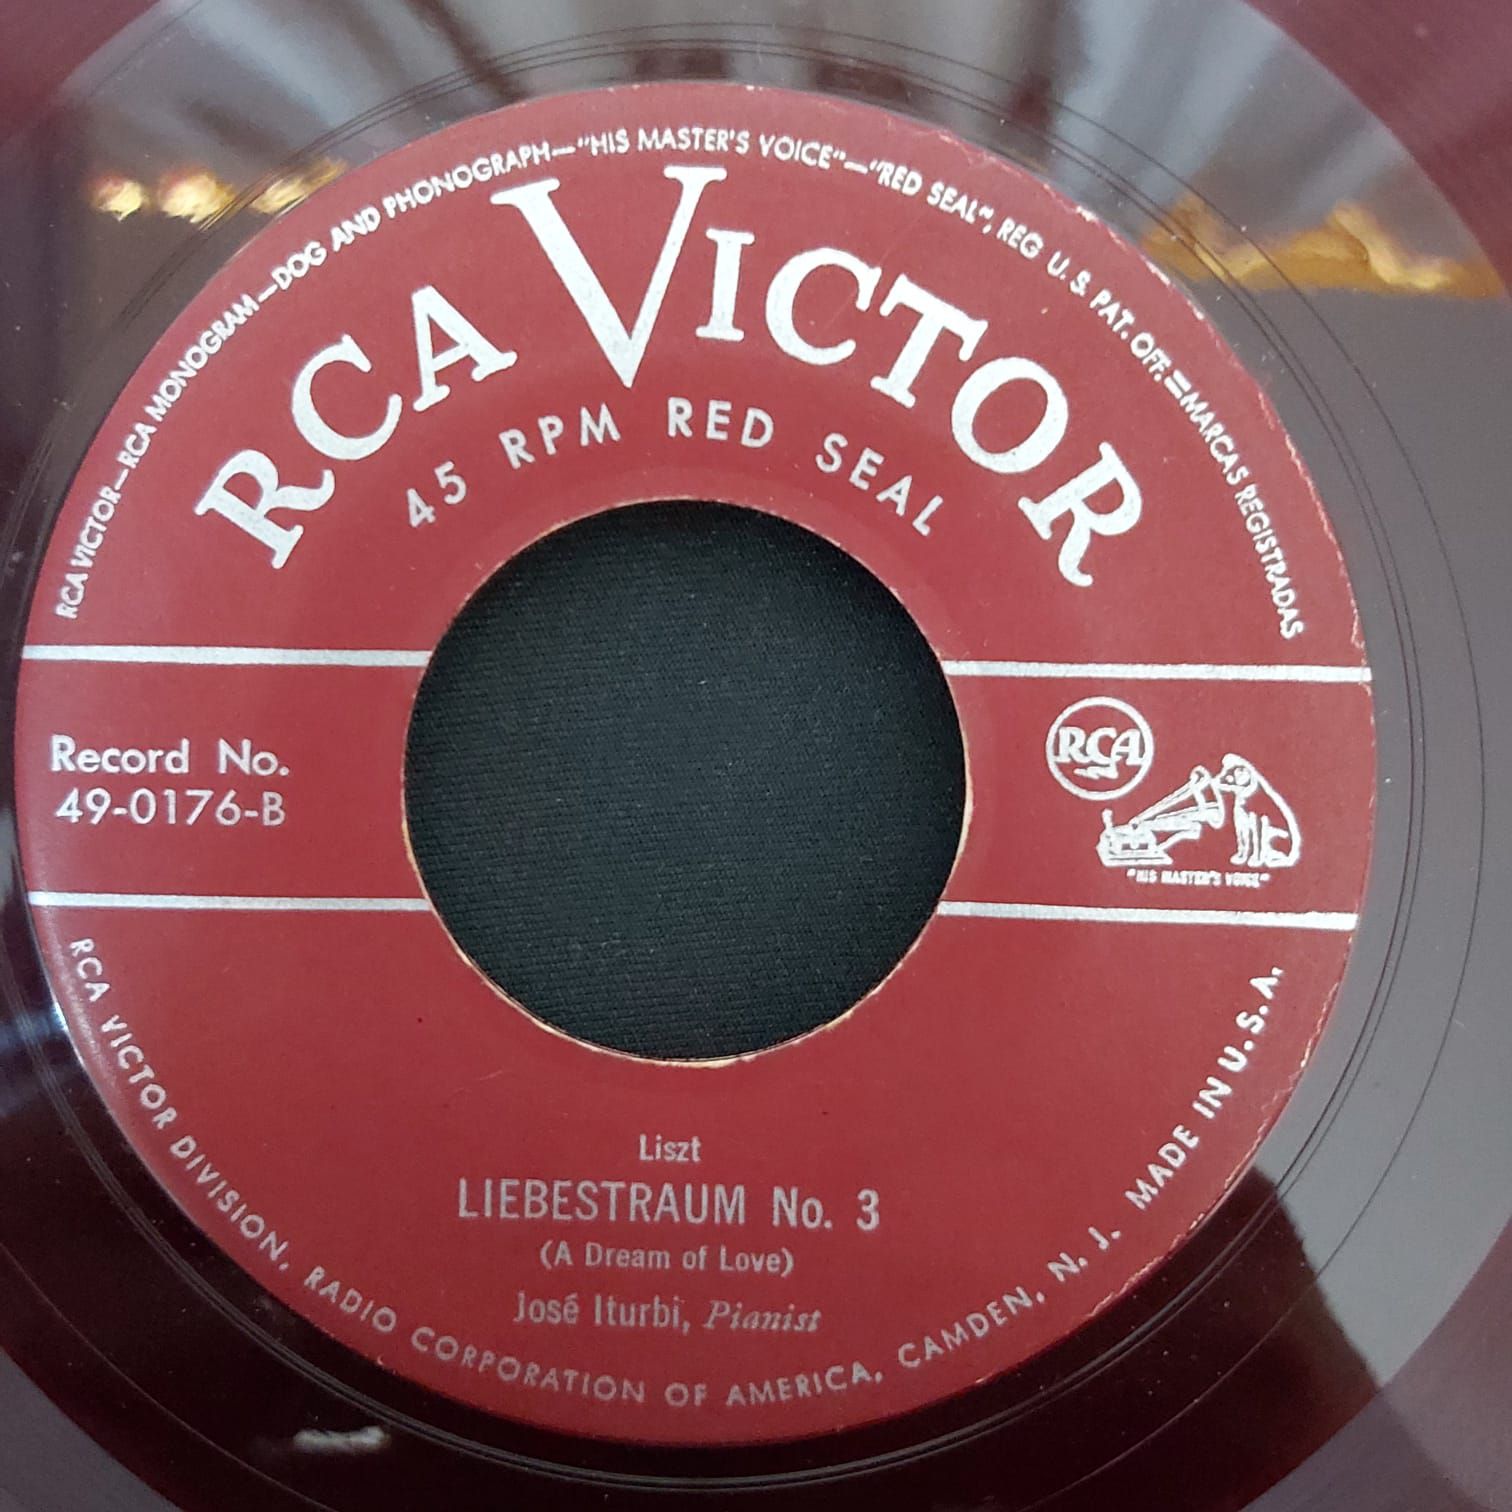 RCA VICTOR—RCA MONOGRAM—DOG AND PHONOGRAPH—"HIS MASTER'S VOICE"—"RED SEAL", REG U.S. PAT. OFF.—MARCAS REGISTRADAS
RCA VICTOR
45 RPM RED SEAL
Record No.
49-0176-B
RCA
"HIS MASTER'S VOICE"
Liszt
LIEBESTRAUM No. 3
(A Dream of Love)
José Iturbi, Pianist
RCA VICTOR DIVISION, RADIO CORPORATION OF AMERICA, CAMDEN, N. J. MADE IN U.S.A.